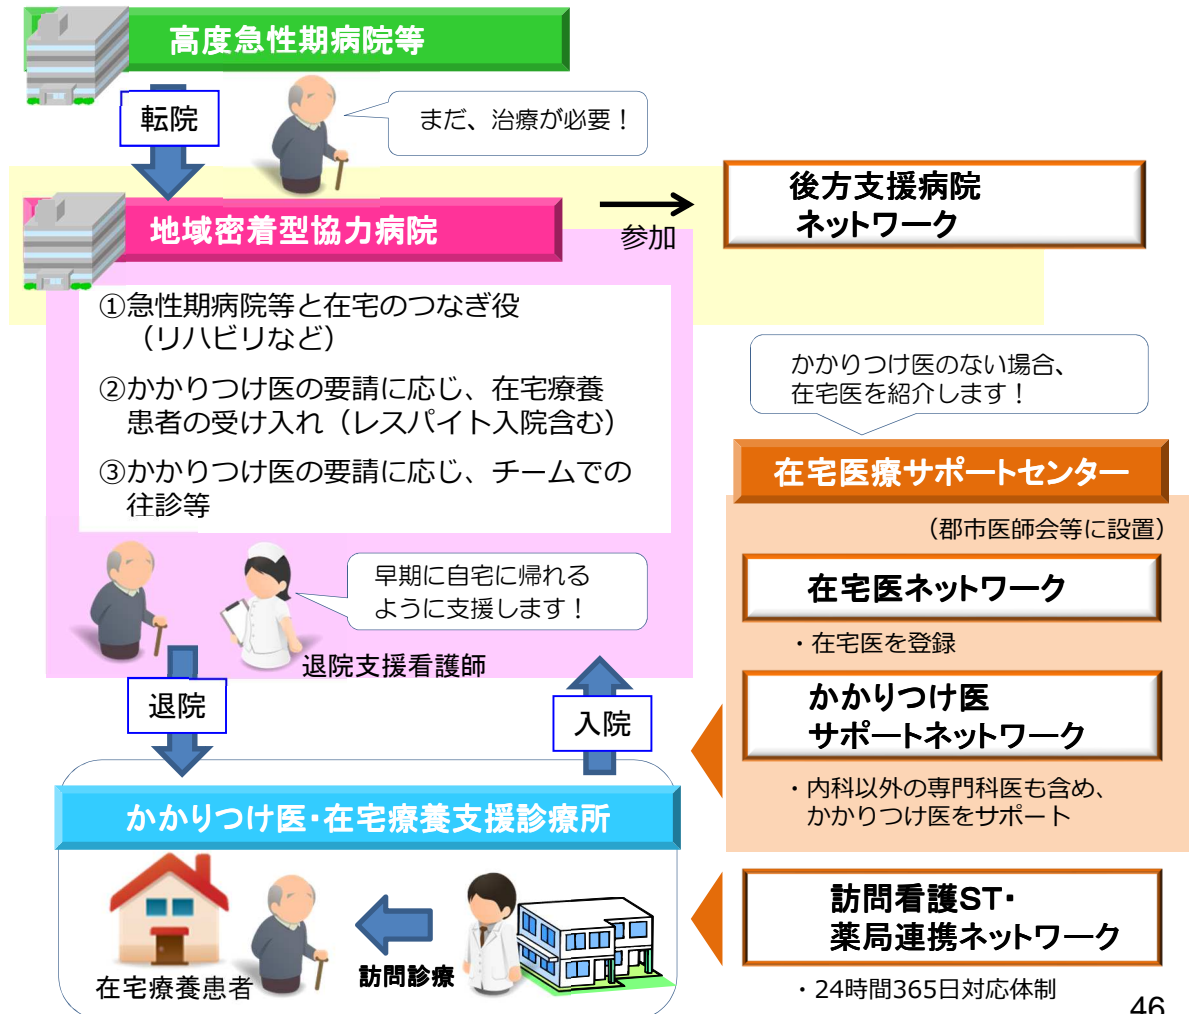 高度急性期病院等
転院
まだ、治療が必要！
地域密着型協力病院
参加
後方支援病院
ネットワーク
①急性期病院等と在宅のつなぎ役
（リハビリなど）
②かかりつけ医の要請に応じ、在宅療養
患者の受け入れ（レスパイト入院含む）
③かかりつけ医の要請に応じ、チームでの
往診等
早期に自宅に帰れる
ように支援します！
退院支援看護師
退院
入院
かかりつけ医のない場合、
在宅医を紹介します！
在宅医療サポートセンター
（郡市医師会等に設置）
在宅医ネットワーク
・在宅医を登録
かかりつけ医
サポートネットワーク
・内科以外の専門科医も含め、
かかりつけ医をサポート
かかりつけ医・在宅療養支援診療所
在宅療養患者
訪問診療
訪問看護ST・
薬局連携ネットワーク
・24時間365日対応体制
46